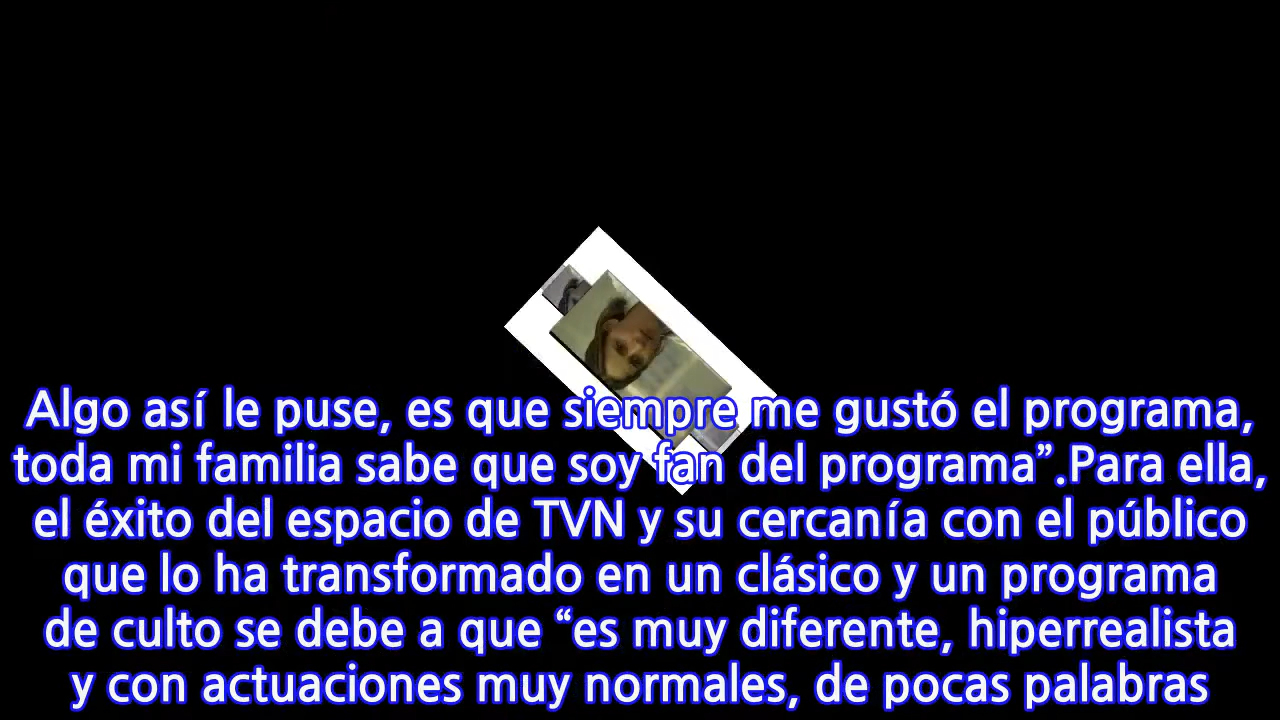 Algo así le puse, es que siempre me gustó el programa,
toda mi familia sabe que soy fan del programa”.Para ella,
el éxito del espacio de TVN y su cercanía con el público
que lo ha transformado en un clásico y un programa
de culto se debe a que “es muy diferente, hiperrealista
y con actuaciones muy normales, de pocas palabras